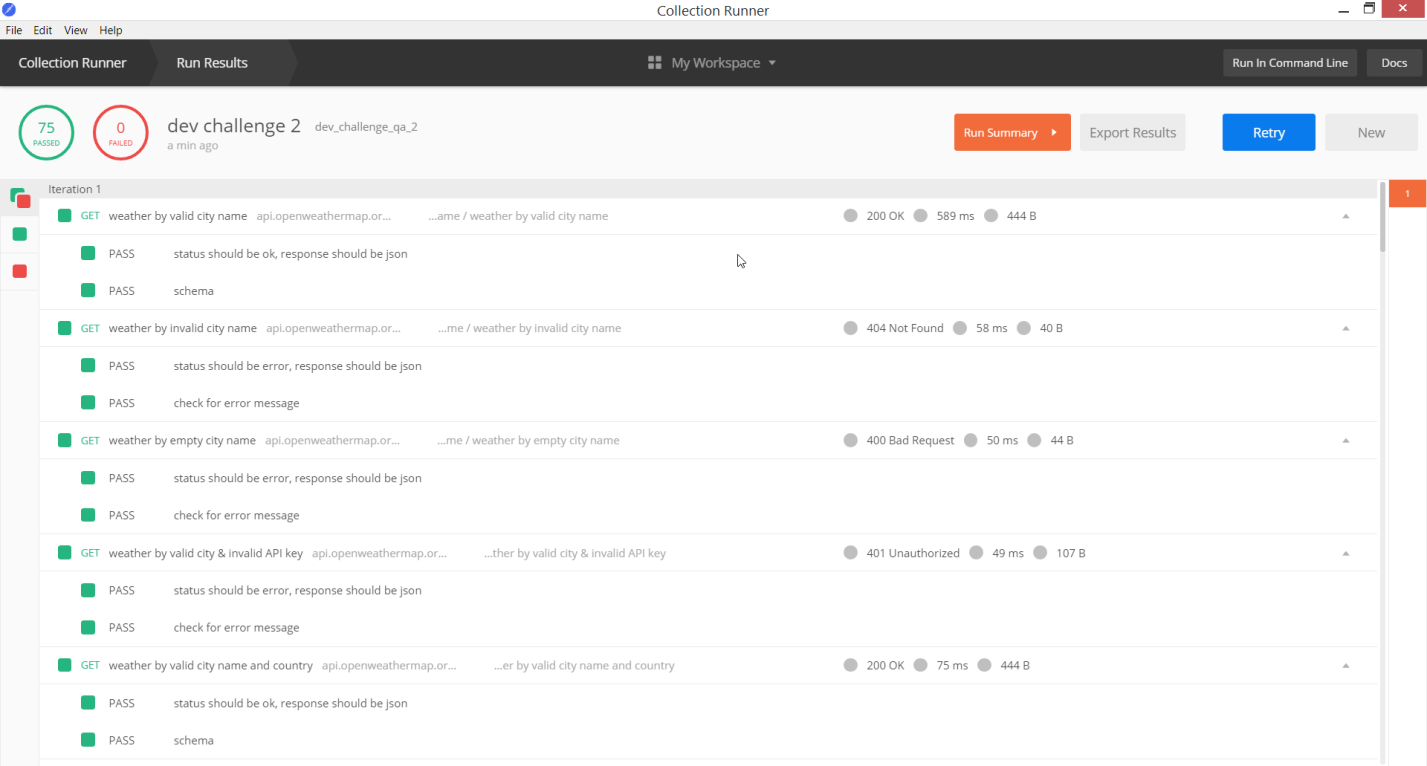 Collection Runner
File Edit View Help
Collection Runner Run Results My Workspace Run In Command Line Docs
75 PASSED 0 FAILED dev challenge 2 dev_challenge_qa_2 Run Summary Export Results Retry New
a min ago
Iteration 1 1
GET weather by valid city name api.openweathermap.or... ...ame / weather by valid city name 200 OK 589 ms 444 B
PASS status should be ok, response should be json
PASS schema
GET weather by invalid city name api.openweathermap.or... ...me / weather by invalid city name 404 Not Found 58 ms 40 B
PASS status should be error, response should be json
PASS check for error message
GET weather by empty city name api.openweathermap.or... ...me / weather by empty city name 400 Bad Request 50 ms 44 B
PASS status should be error, response should be json
PASS check for error message
GET weather by valid city & invalid API key api.openweathermap.or... ...ther by valid city & invalid API key 401 Unauthorized 49 ms 107 B
PASS status should be error, response should be json
PASS check for error message
GET weather by valid city name and country api.openweathermap.or... ...er by valid city name and country 200 OK 75 ms 444 B
PASS status should be ok, response should be json
PASS schema